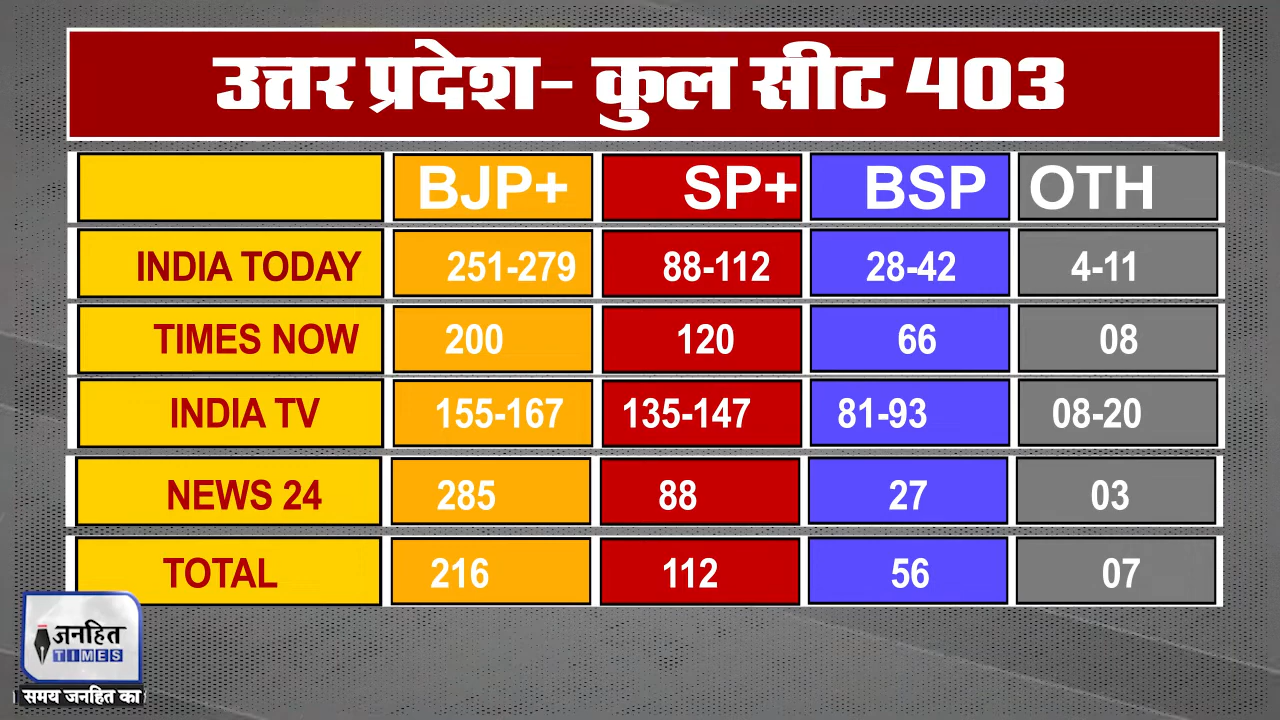 उत्तर प्रदेश- कुल सीट 403
BJP+ SP+ BSP OTH
INDIA TODAY 251-279 88-112 28-42 4-11
TIMES NOW 200 120 66 08
INDIA TV 155-167 135-147 81-93 08-20
NEWS 24 285 88 27 03
TOTAL 216 112 56 07
जनहित
TIMES
समय जनहित का